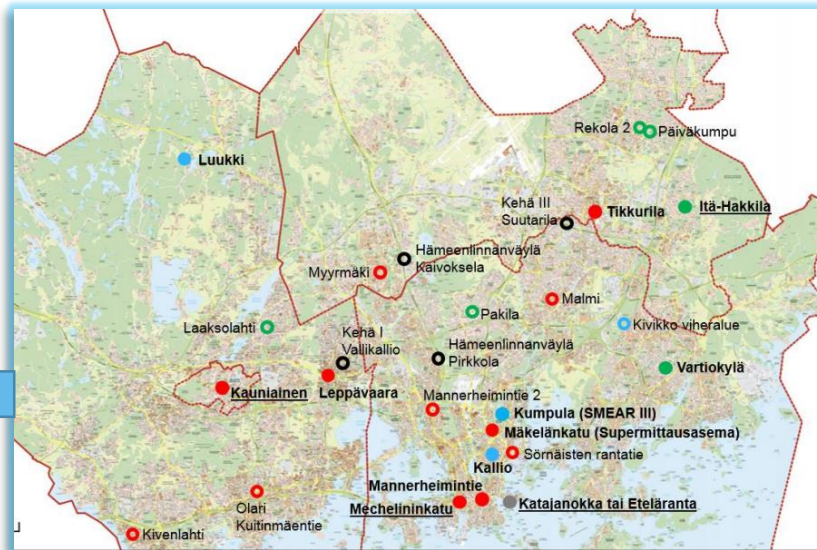 Rekola 2
Päiväkumpu
Luukki
Kehä III
Suutarila
Tikkurila
Itä-Hakkila
Hämeenlinnanväylä
Kaivoksela
Myyrmäki
Malmi
Laaksolahti
Pakila
Kivikko viheralue
Kehä I
Vallikallio
Hämeenlinnanväylä
Pirkkola
Vartiokylä
Kauniainen
Leppävaara
Mannerheimintie 2
Kumpula (SMEAR III)
Mäkelänkatu (Supermittausasema)
Sörnäisten rantatie
Kallio
Mannerheimintie
Mechelininkatu
Katajanokka tai Eteläranta
Olari
Kuitinmäentie
Kivenlahti